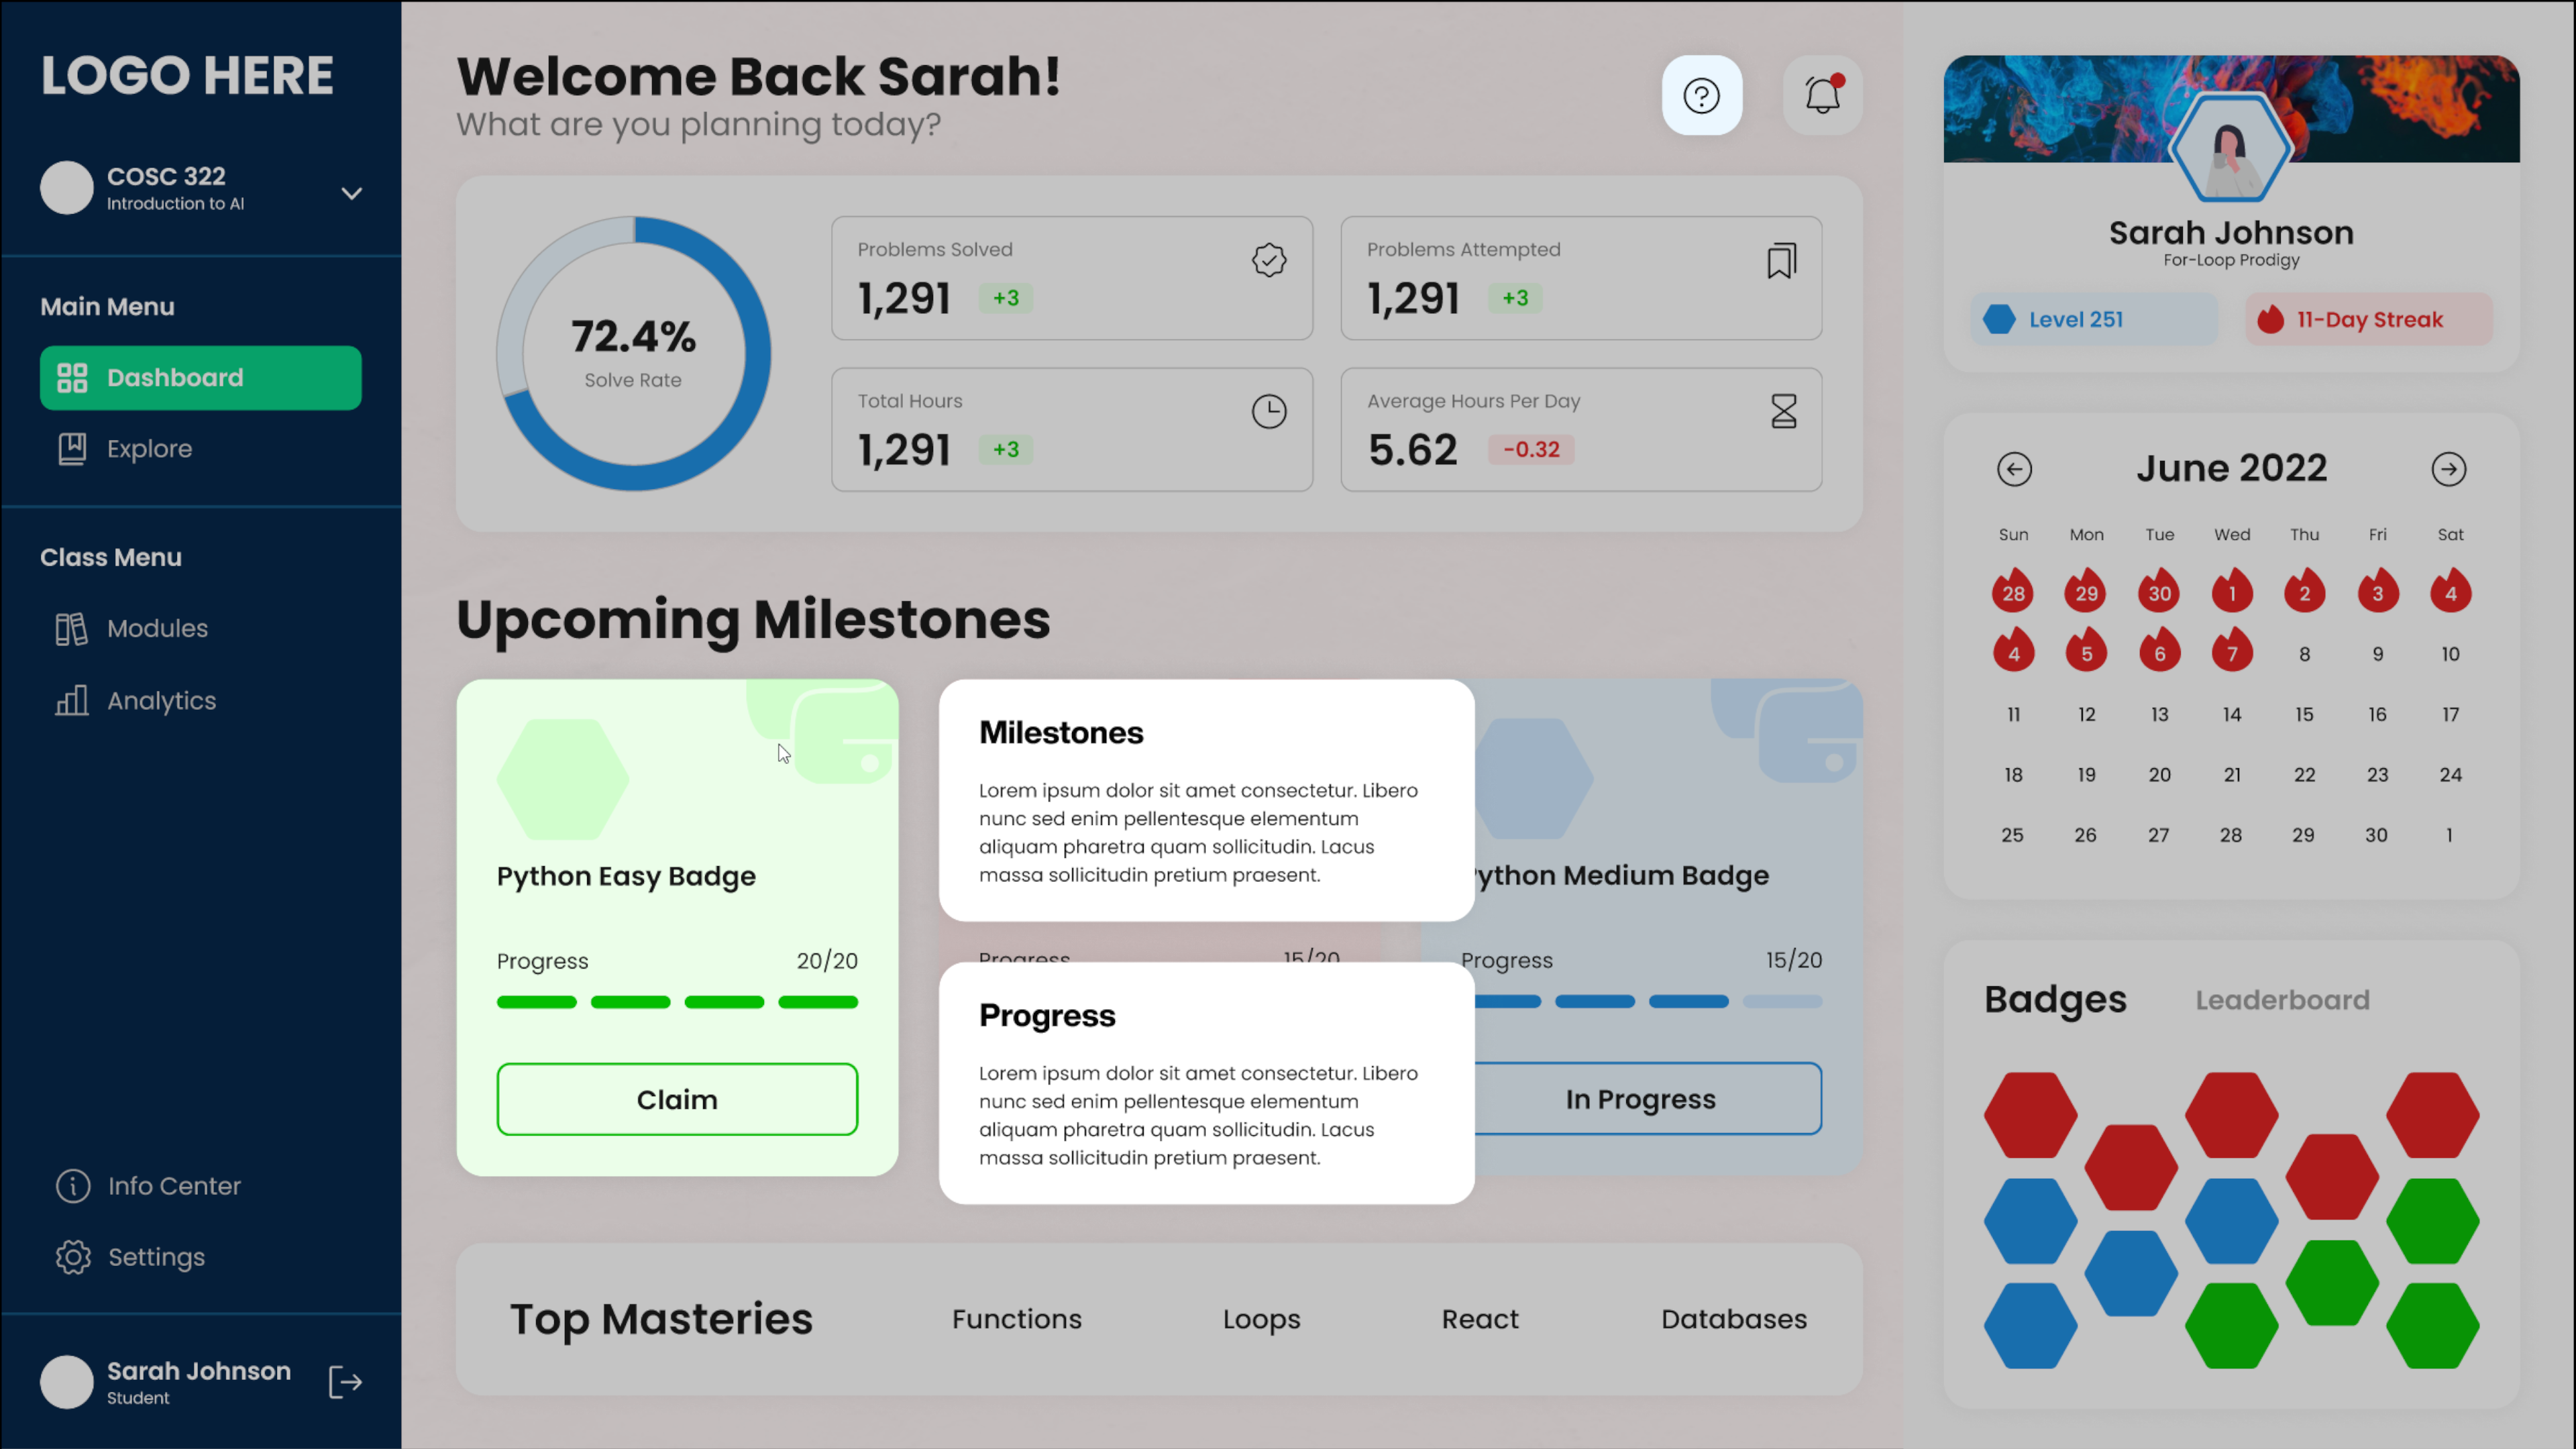 LOGO HERE
COSC 322
Introduction to AI
Main Menu
Dashboard
Explore
Class Menu
Modules
Analytics
Info Center
Settings
Sarah Johnson
Student
Welcome Back Sarah!
What are you planning today?
72.4%
Solve Rate
Problems Solved
1,291 +3
Problems Attempted
1,291 +3
Total Hours
1,291 +3
Average Hours Per Day
5.62 -0.32
Upcoming Milestones
Python Easy Badge
Progress 20/20
Claim
Milestones
Lorem ipsum dolor sit amet consectetur. Libero
nunc sed enim pellentesque elementum
aliquam pharetra quam sollicitudin. Lacus
massa sollicitudin pretium praesent.
Progress 15/20
Progress
Lorem ipsum dolor sit amet consectetur. Libero
nunc sed enim pellentesque elementum
aliquam pharetra quam sollicitudin. Lacus
massa sollicitudin pretium praesent.
Python Medium Badge
Progress 15/20
In Progress
Top Masteries Functions Loops React Databases
Sarah Johnson
For-Loop Prodigy
Level 251
11-Day Streak
June 2022
Sun Mon Tue Wed Thu Fri Sat
28 29 30 1 2 3 4
4 5 6 7 8 9 10
11 12 13 14 15 16 17
18 19 20 21 22 23 24
25 26 27 28 29 30 1
Badges Leaderboard